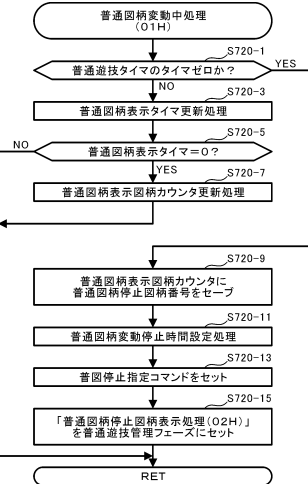 普通図柄変動中処理
(01H)
S720-1
普通遊技タイマのタイマゼロか?
YES
NO
S720-3
普通図柄表示タイマ更新処理
S720-5
NO
普通図柄表示タイマ=0?
YES
S720-7
普通図柄表示図柄カウンタ更新処理
S720-9
普通図柄表示図柄カウンタに
普通図柄停止図柄番号をセーブ
S720-11
普通図柄変動停止時間設定処理
S720-13
普図停止指定コマンドをセット
S720-15
「普通図柄停止図柄表示処理(02H)」
を普通遊技管理フェーズにセット
RET